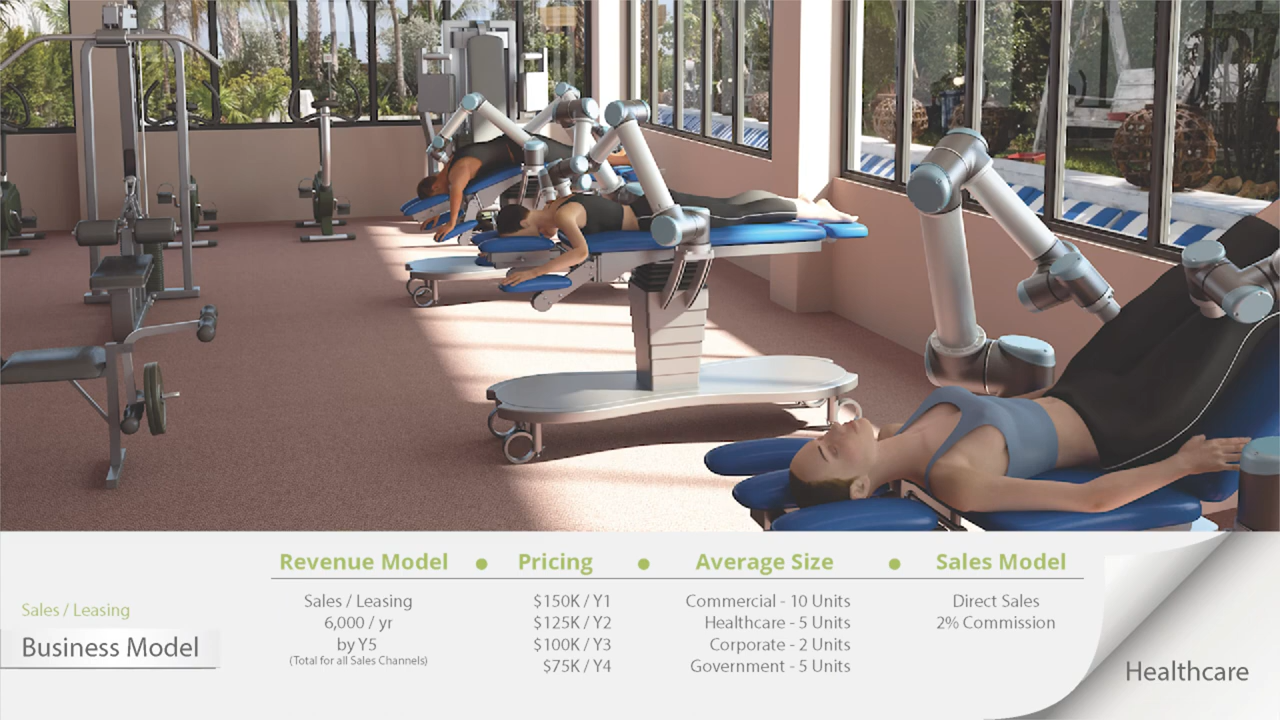 Revenue Model • Pricing • Average Size • Sales Model
Sales / Leasing
6,000 / yr
by Y5
(Total for all Sales Channels)
$150K / Y1
$125K / Y2
$100K / Y3
$75K / Y4
Commercial - 10 Units
Healthcare - 5 Units
Corporate - 2 Units
Government - 5 Units
Direct Sales
2% Commission
Sales / Leasing
Business Model
Healthcare